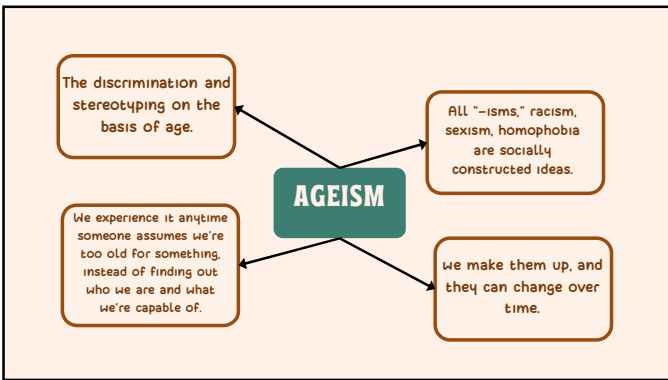 The discrimination and
stereotyping on the
basis of age.
All "-isms," racism,
sexism, homophobia
are socially
constructed ideas.
AGEISM
We experience it anytime
someone assumes we're
too old for something,
instead of finding out
who we are and what
we're capable of.
we make them up, and
they can change over
time.